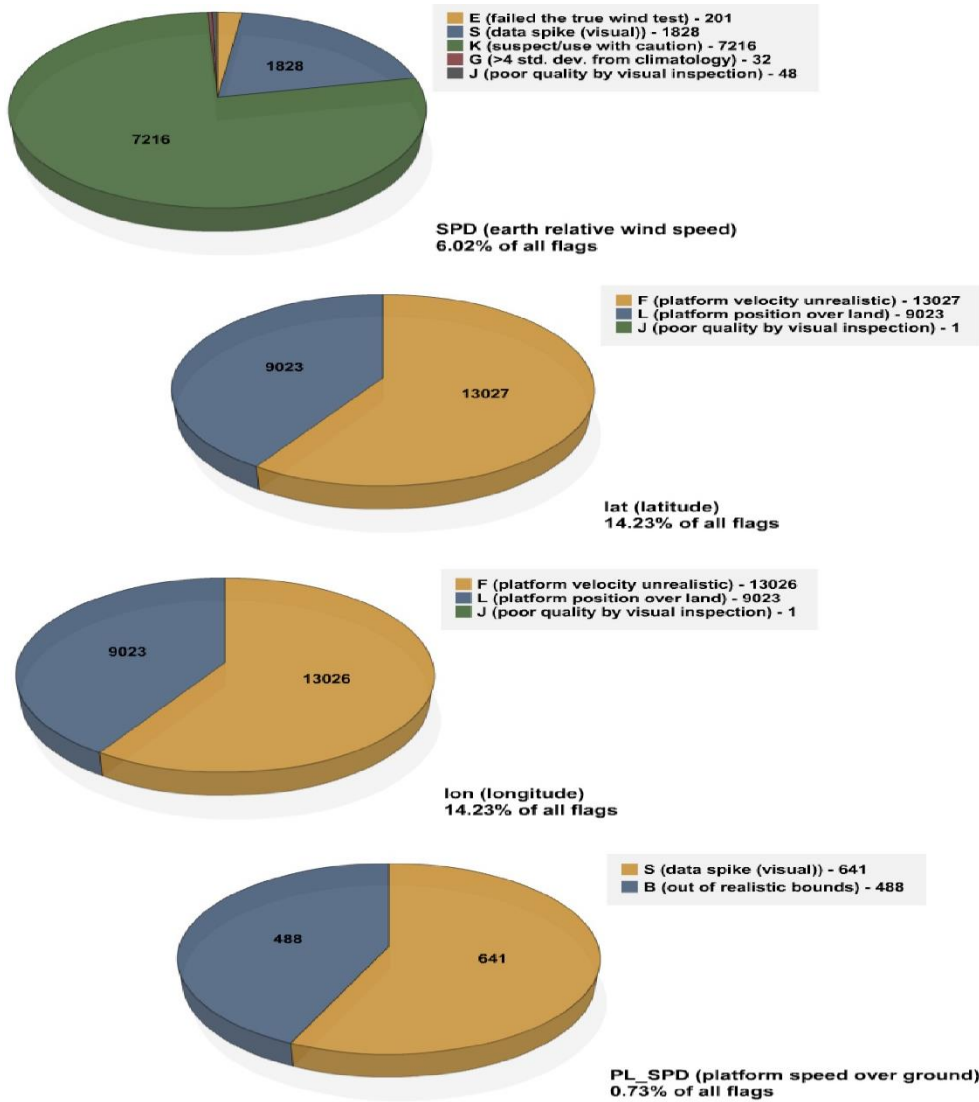 E (failed the true wind test) - 201
S (data spike (visual)) - 1828
K (suspect/use with caution) - 7216
G (>4 std. dev. from climatology) - 32
J (poor quality by visual inspection) - 48
1828
7216
SPD (earth relative wind speed)
6.02% of all flags
F (platform velocity unrealistic) - 13027
L (platform position over land) - 9023
J (poor quality by visual inspection) - 1
9023
13027
lat (latitude)
14.23% of all flags
F (platform velocity unrealistic) - 13026
L (platform position over land) - 9023
J (poor quality by visual inspection) - 1
9023
13026
lon (longitude)
14.23% of all flags
S (data spike (visual)) - 641
B (out of realistic bounds) - 488
488
641
PL_SPD (platform speed over ground)
0.73% of all flags